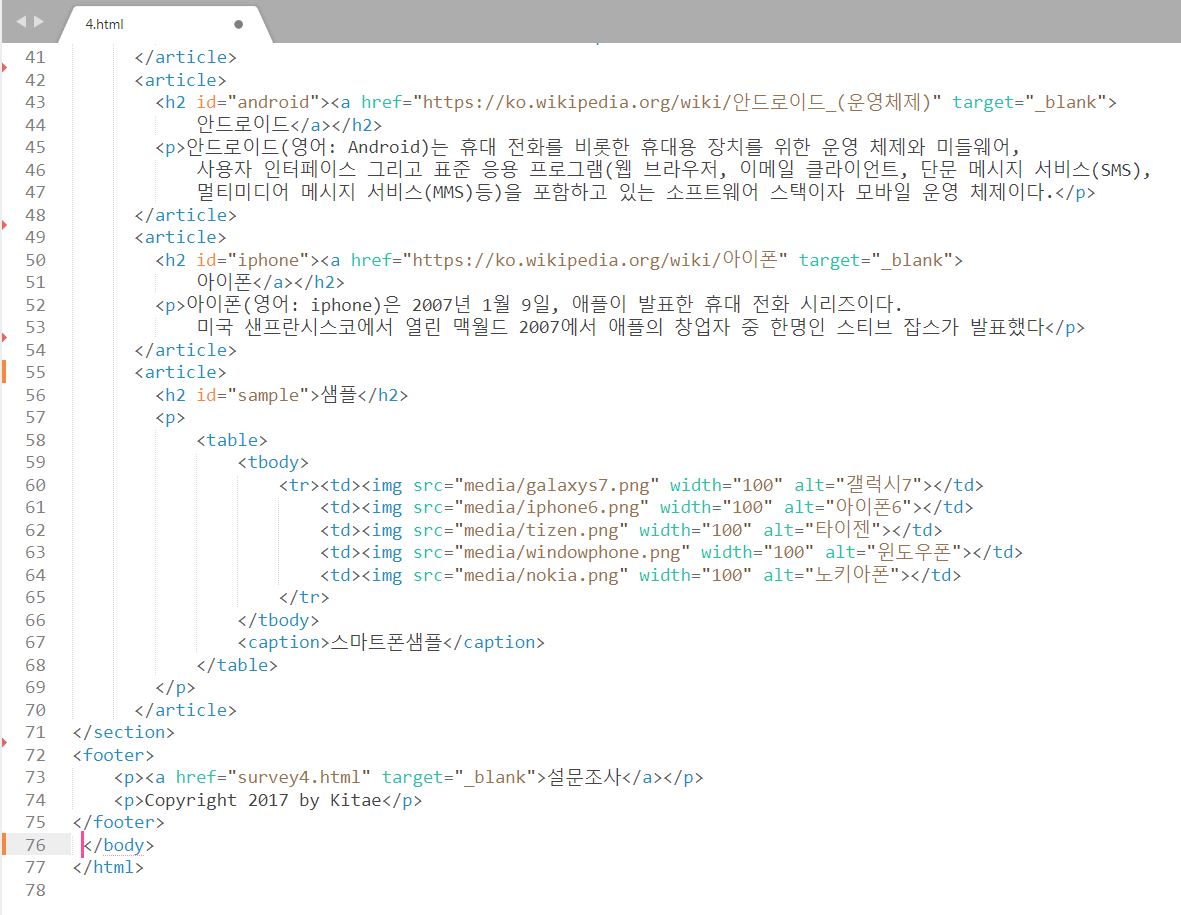 4.html
41 </article>
42 <article>
43 <h2 id="android"><a href="https://ko.wikipedia.org/wiki/안드로이드_(운영체제)" target="_blank">
44 안드로이드</a></h2>
45 <p>안드로이드(영어: Android)는 휴대 전화를 비롯한 휴대용 장치를 위한 운영 체제와 미들웨어,
46 사용자 인터페이스 그리고 표준 응용 프로그램(웹 브라우저, 이메일 클라이언트, 단문 메시지 서비스(SMS),
47 멀티미디어 메시지 서비스(MMS)등)을 포함하고 있는 소프트웨어 스택이자 모바일 운영 체제이다.</p>
48 </article>
49 <article>
50 <h2 id="iphone"><a href="https://ko.wikipedia.org/wiki/아이폰" target="_blank">
51 아이폰</a></h2>
52 <p>아이폰(영어: iphone)은 2007년 1월 9일, 애플이 발표한 휴대 전화 시리즈이다.
53 미국 샌프란시스코에서 열린 맥월드 2007에서 애플의 창업자 중 한명인 스티브 잡스가 발표했다</p>
54 </article>
55 <article>
56 <h2 id="sample">샘플</h2>
57 <p>
58 <table>
59 <tbody>
60 <tr><td><img src="media/galaxys7.png" width="100" alt="갤럭시7"></td>
61 <td><img src="media/iphone6.png" width="100" alt="아이폰6"></td>
62 <td><img src="media/tizen.png" width="100" alt="타이젠"></td>
63 <td><img src="media/windowphone.png" width="100" alt="윈도우폰"></td>
64 <td><img src="media/nokia.png" width="100" alt="노키아폰"></td>
65 </tr>
66 </tbody>
67 <caption>스마트폰샘플</caption>
68 </table>
69 </p>
70 </article>
71 </section>
72 <footer>
73 <p><a href="survey4.html" target="_blank">설문조사</a></p>
74 <p>Copyright 2017 by Kitae</p>
75 </footer>
76 </body>
77 </html>
78